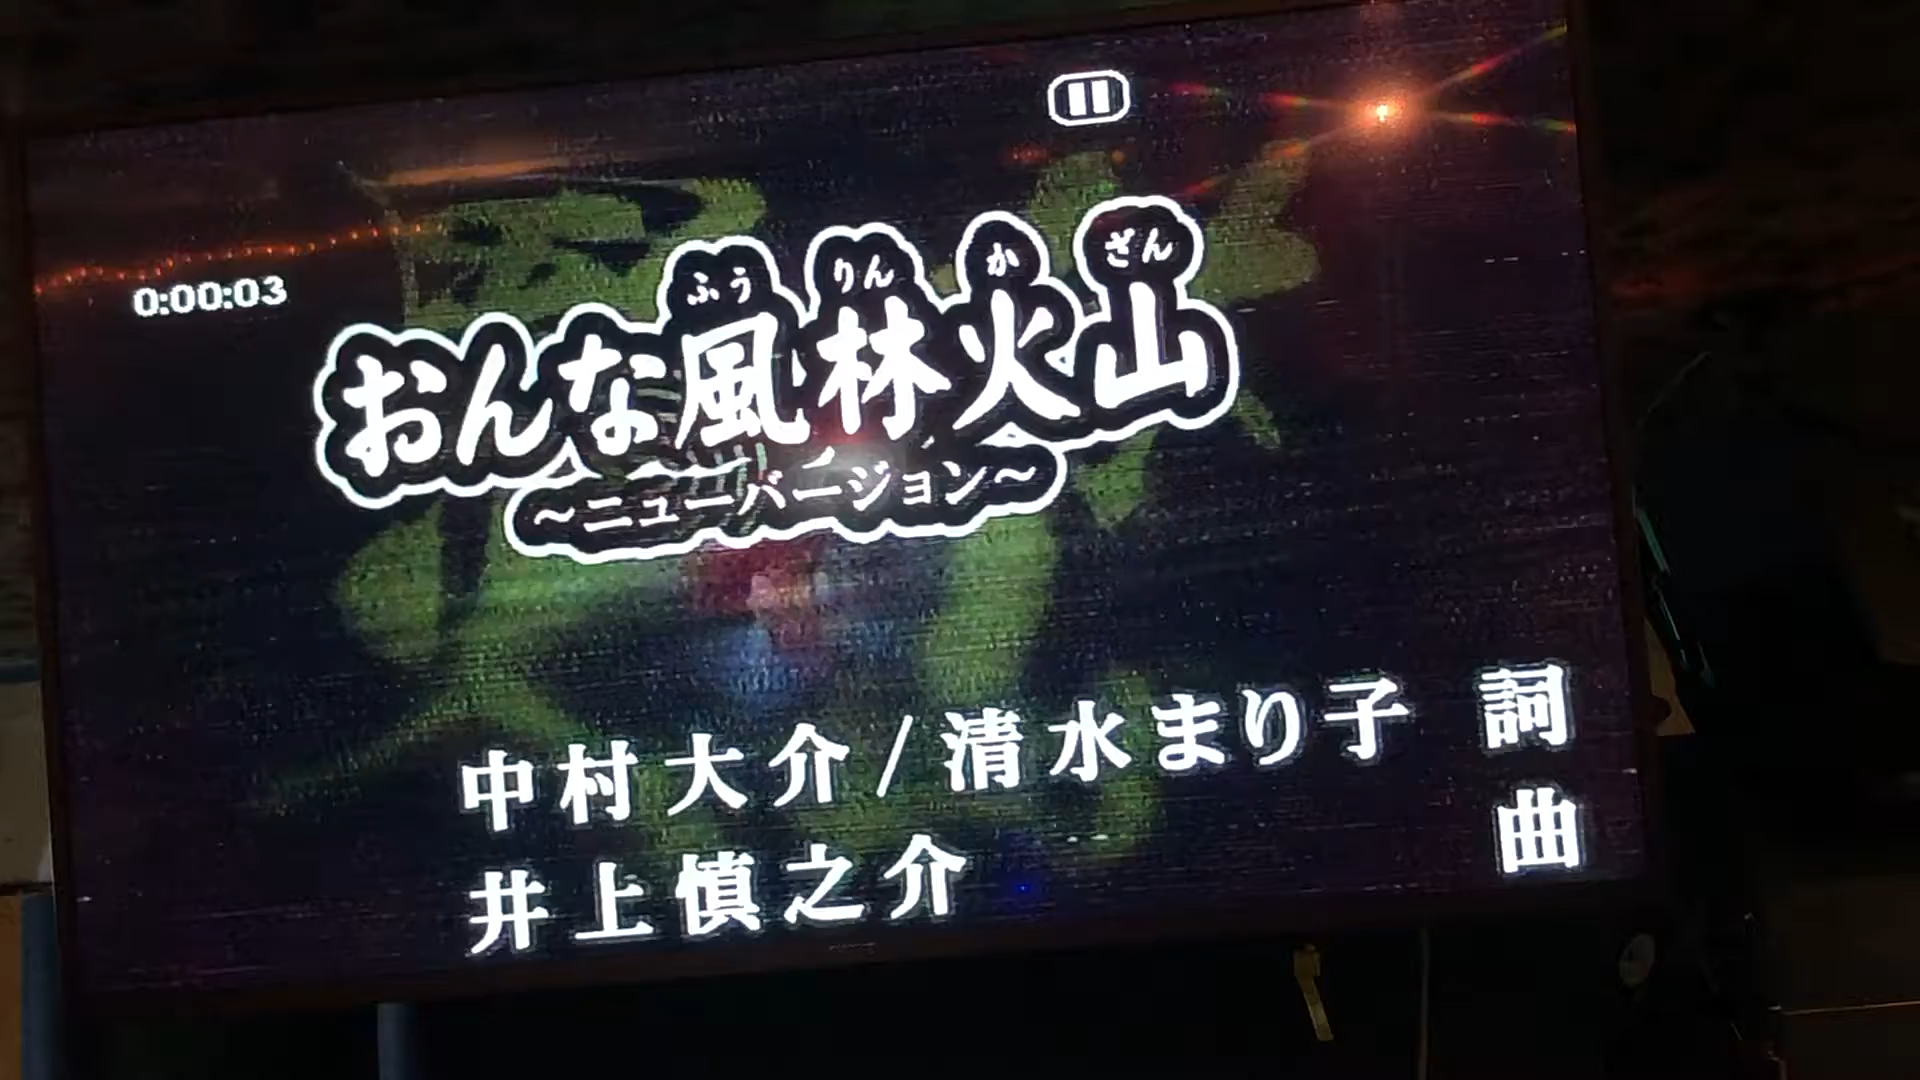 0:00:03
ふうりんかざん
おんな風林火山
～ニューバージョン～
中村大介/清水まり子 詞
井上慎之介 曲